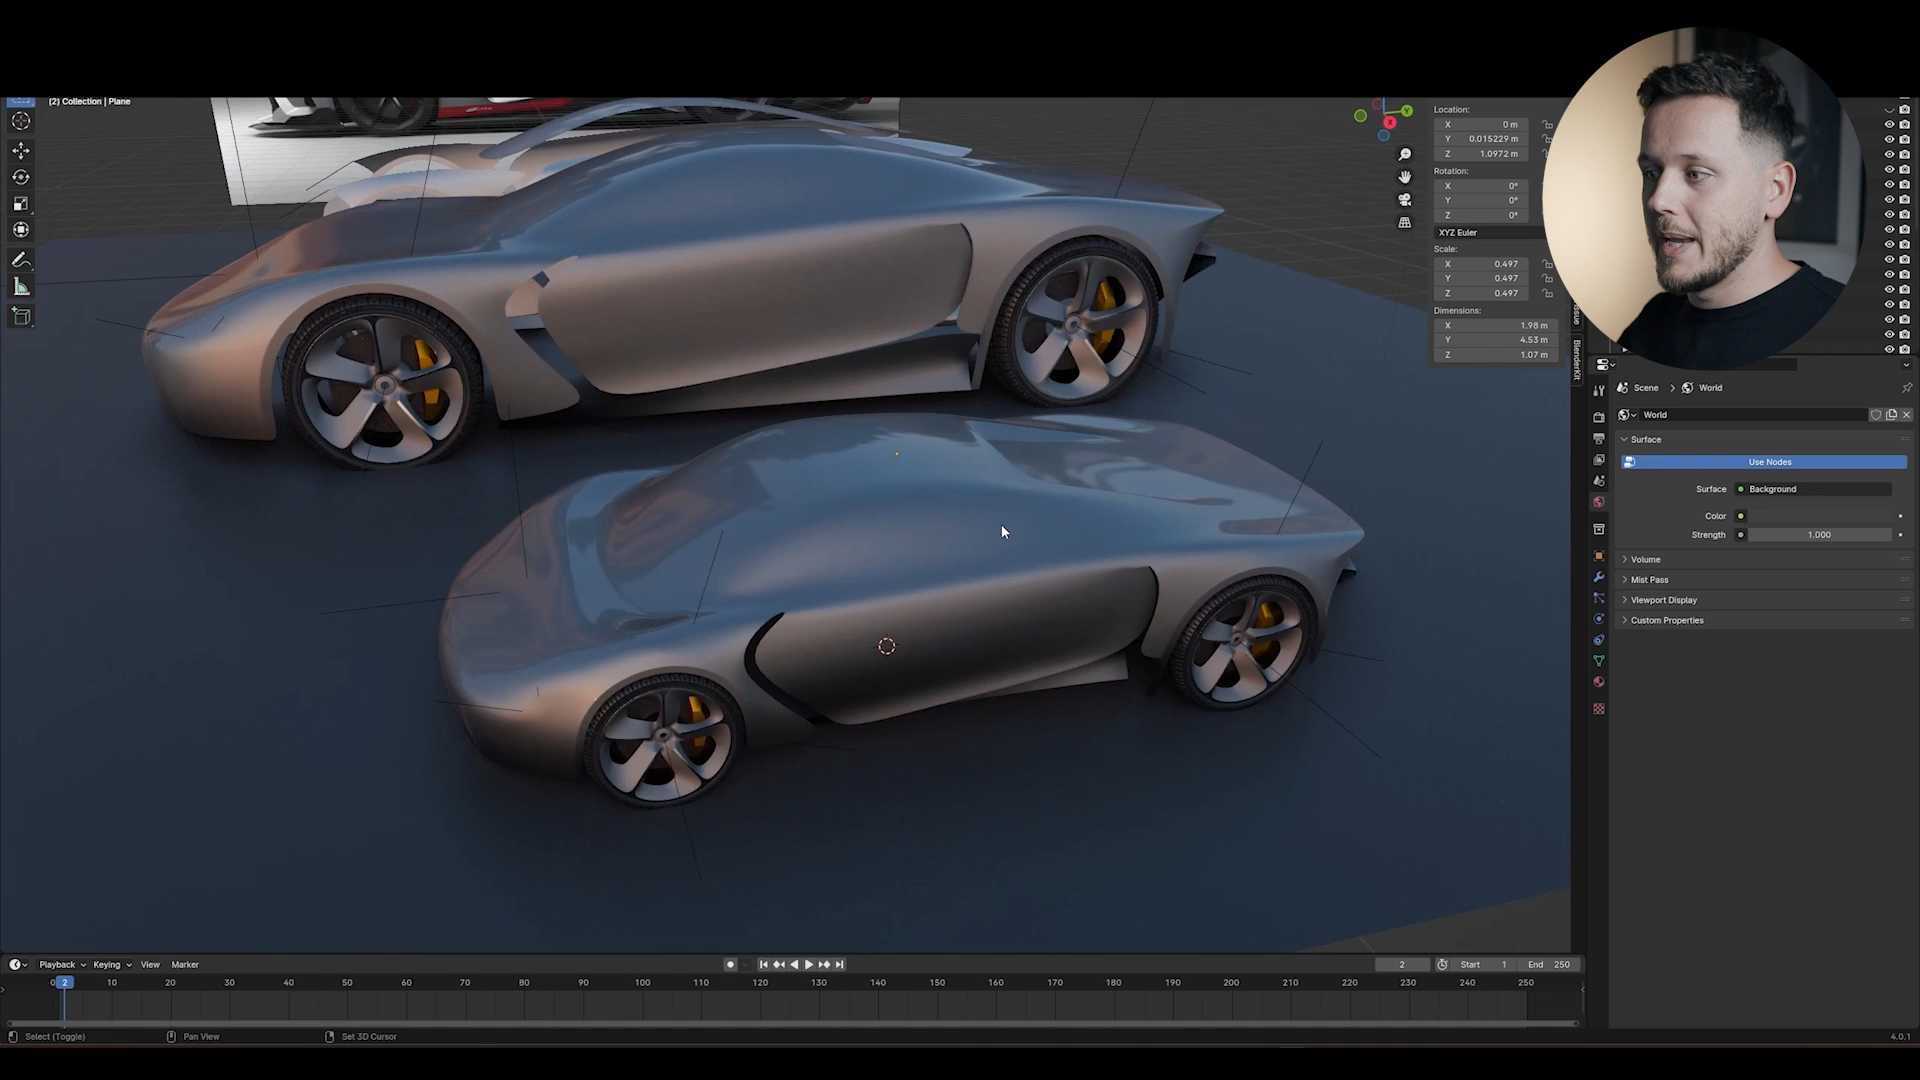 (2) Collection | Plane
Location:
X 0 m
Y 0.015229 m
Z 1.0972 m
Rotation:
X 0°
Y 0°
Z 0°
XYZ Euler
Scale:
X 0.497
Y 0.497
Z 0.497
Dimensions:
X 1.98 m
Y 4.53 m
Z 1.07 m
BlenderKit
Y
X
Scene > World
World
Surface
Use Nodes
Surface Background
Color
Strength 1.000
Volume
Mist Pass
Viewport Display
Custom Properties
Playback Keying View Marker
2 Start 1 End 250
0 2 10 20 30 40 50 60 70 80 90 100 110 120 130 140 150 160 170 180 190 200 210 220 230 240 250
Select (Toggle) Pan View Set 3D Cursor 4.0.1